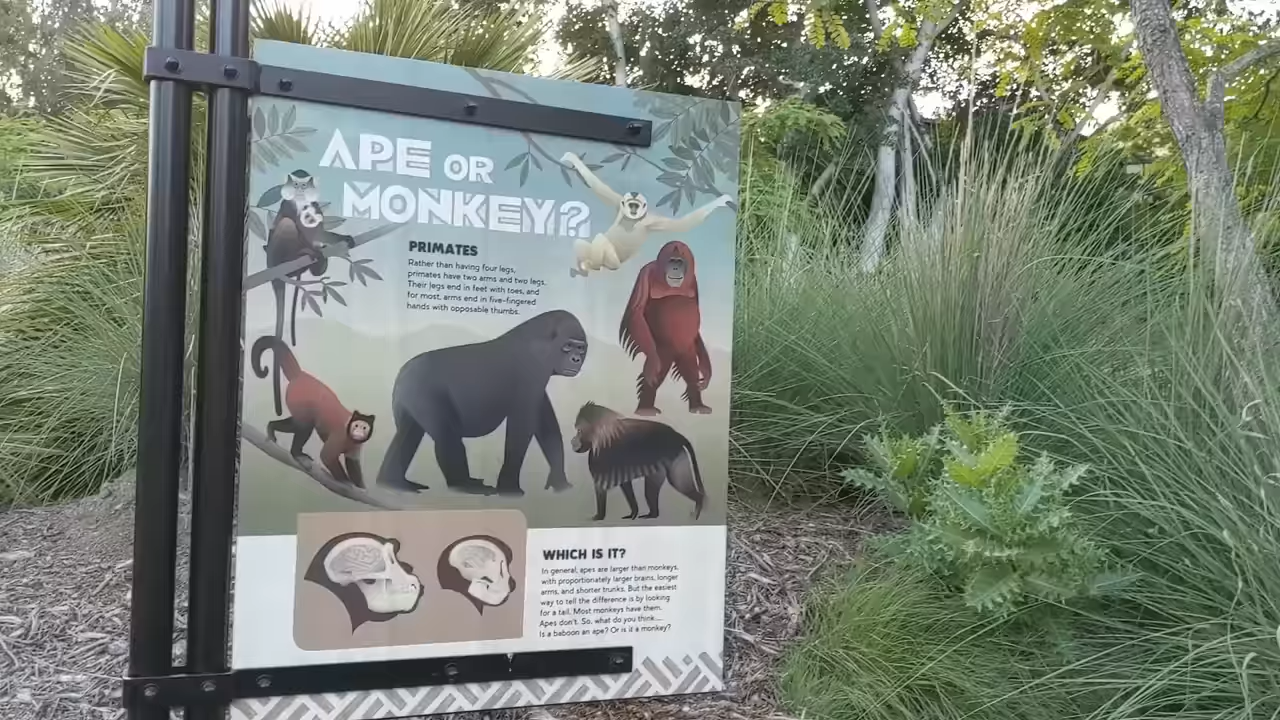 APE OR
MONKEY?
PRIMATES
Rather than having four legs,
primates have two arms and two legs.
Their legs end in feet with toes, and
for most, arms end in five-fingered
hands with opposable thumbs.
WHICH IS IT?
In general, apes are larger than monkeys,
with proportionately larger brains, longer
arms, and shorter trunks. But the easiest
way to tell the difference is by looking
for a tail. Most monkeys have them.
Apes don't. So, what do you think....
Is a baboon an ape? Or is it a monkey?